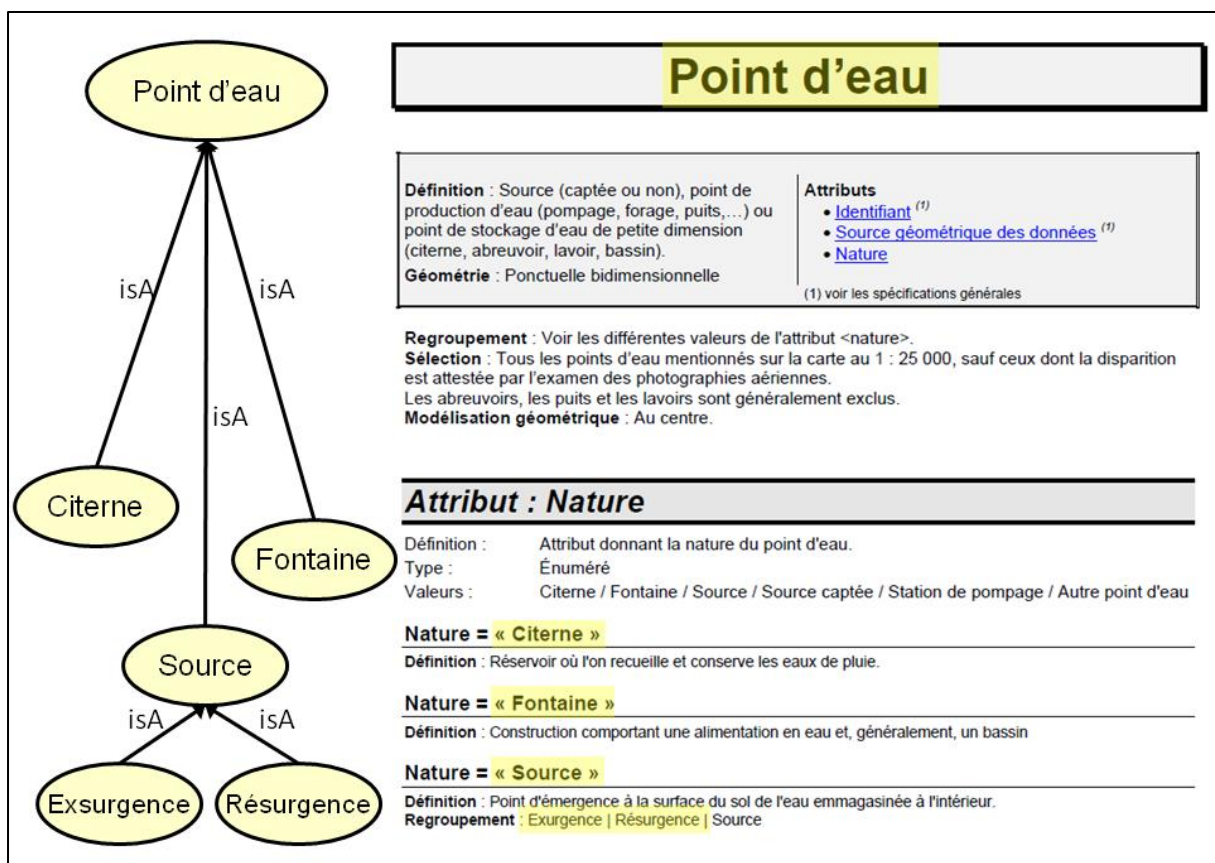 Point d'eau
isA
isA
isA
Citerne
Fontaine
Source
isA
isA
Exsurgence
Résurgence
Point d'eau
Définition : Source (captée ou non), point de
production d'eau (pompage, forage, puits,…) ou
point de stockage d'eau de petite dimension
(citerne, abreuvoir, lavoir, bassin).
Géométrie : Ponctuelle bidimensionnelle
Attributs
• Identifiant (1)
• Source géométrique des données (1)
• Nature
(1) voir les spécifications générales
Regroupement : Voir les différentes valeurs de l'attribut <nature>.
Sélection : Tous les points d'eau mentionnés sur la carte au 1 : 25 000, sauf ceux dont la disparition
est attestée par l'examen des photographies aériennes.
Les abreuvoirs, les puits et les lavoirs sont généralement exclus.
Modélisation géométrique : Au centre.
Attribut : Nature
Définition : Attribut donnant la nature du point d'eau.
Type : Énuméré
Valeurs : Citerne / Fontaine / Source / Source captée / Station de pompage / Autre point d'eau
Nature = « Citerne »
Définition : Réservoir où l'on recueille et conserve les eaux de pluie.
Nature = « Fontaine »
Définition : Construction comportant une alimentation en eau et, généralement, un bassin
Nature = « Source »
Définition : Point d'émergence à la surface du sol de l'eau emmagasinée à l'intérieur.
Regroupement : Exurgence | Résurgence | Source